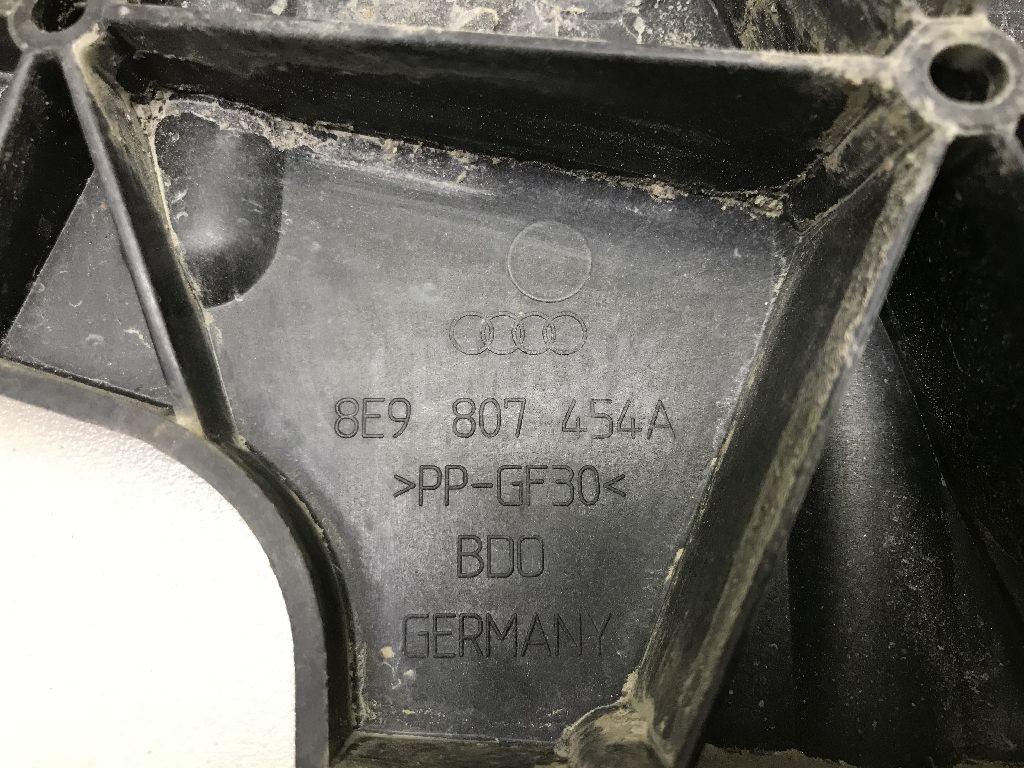 8E9 807 454A
>PP-GF30<
BDO
GERMANY